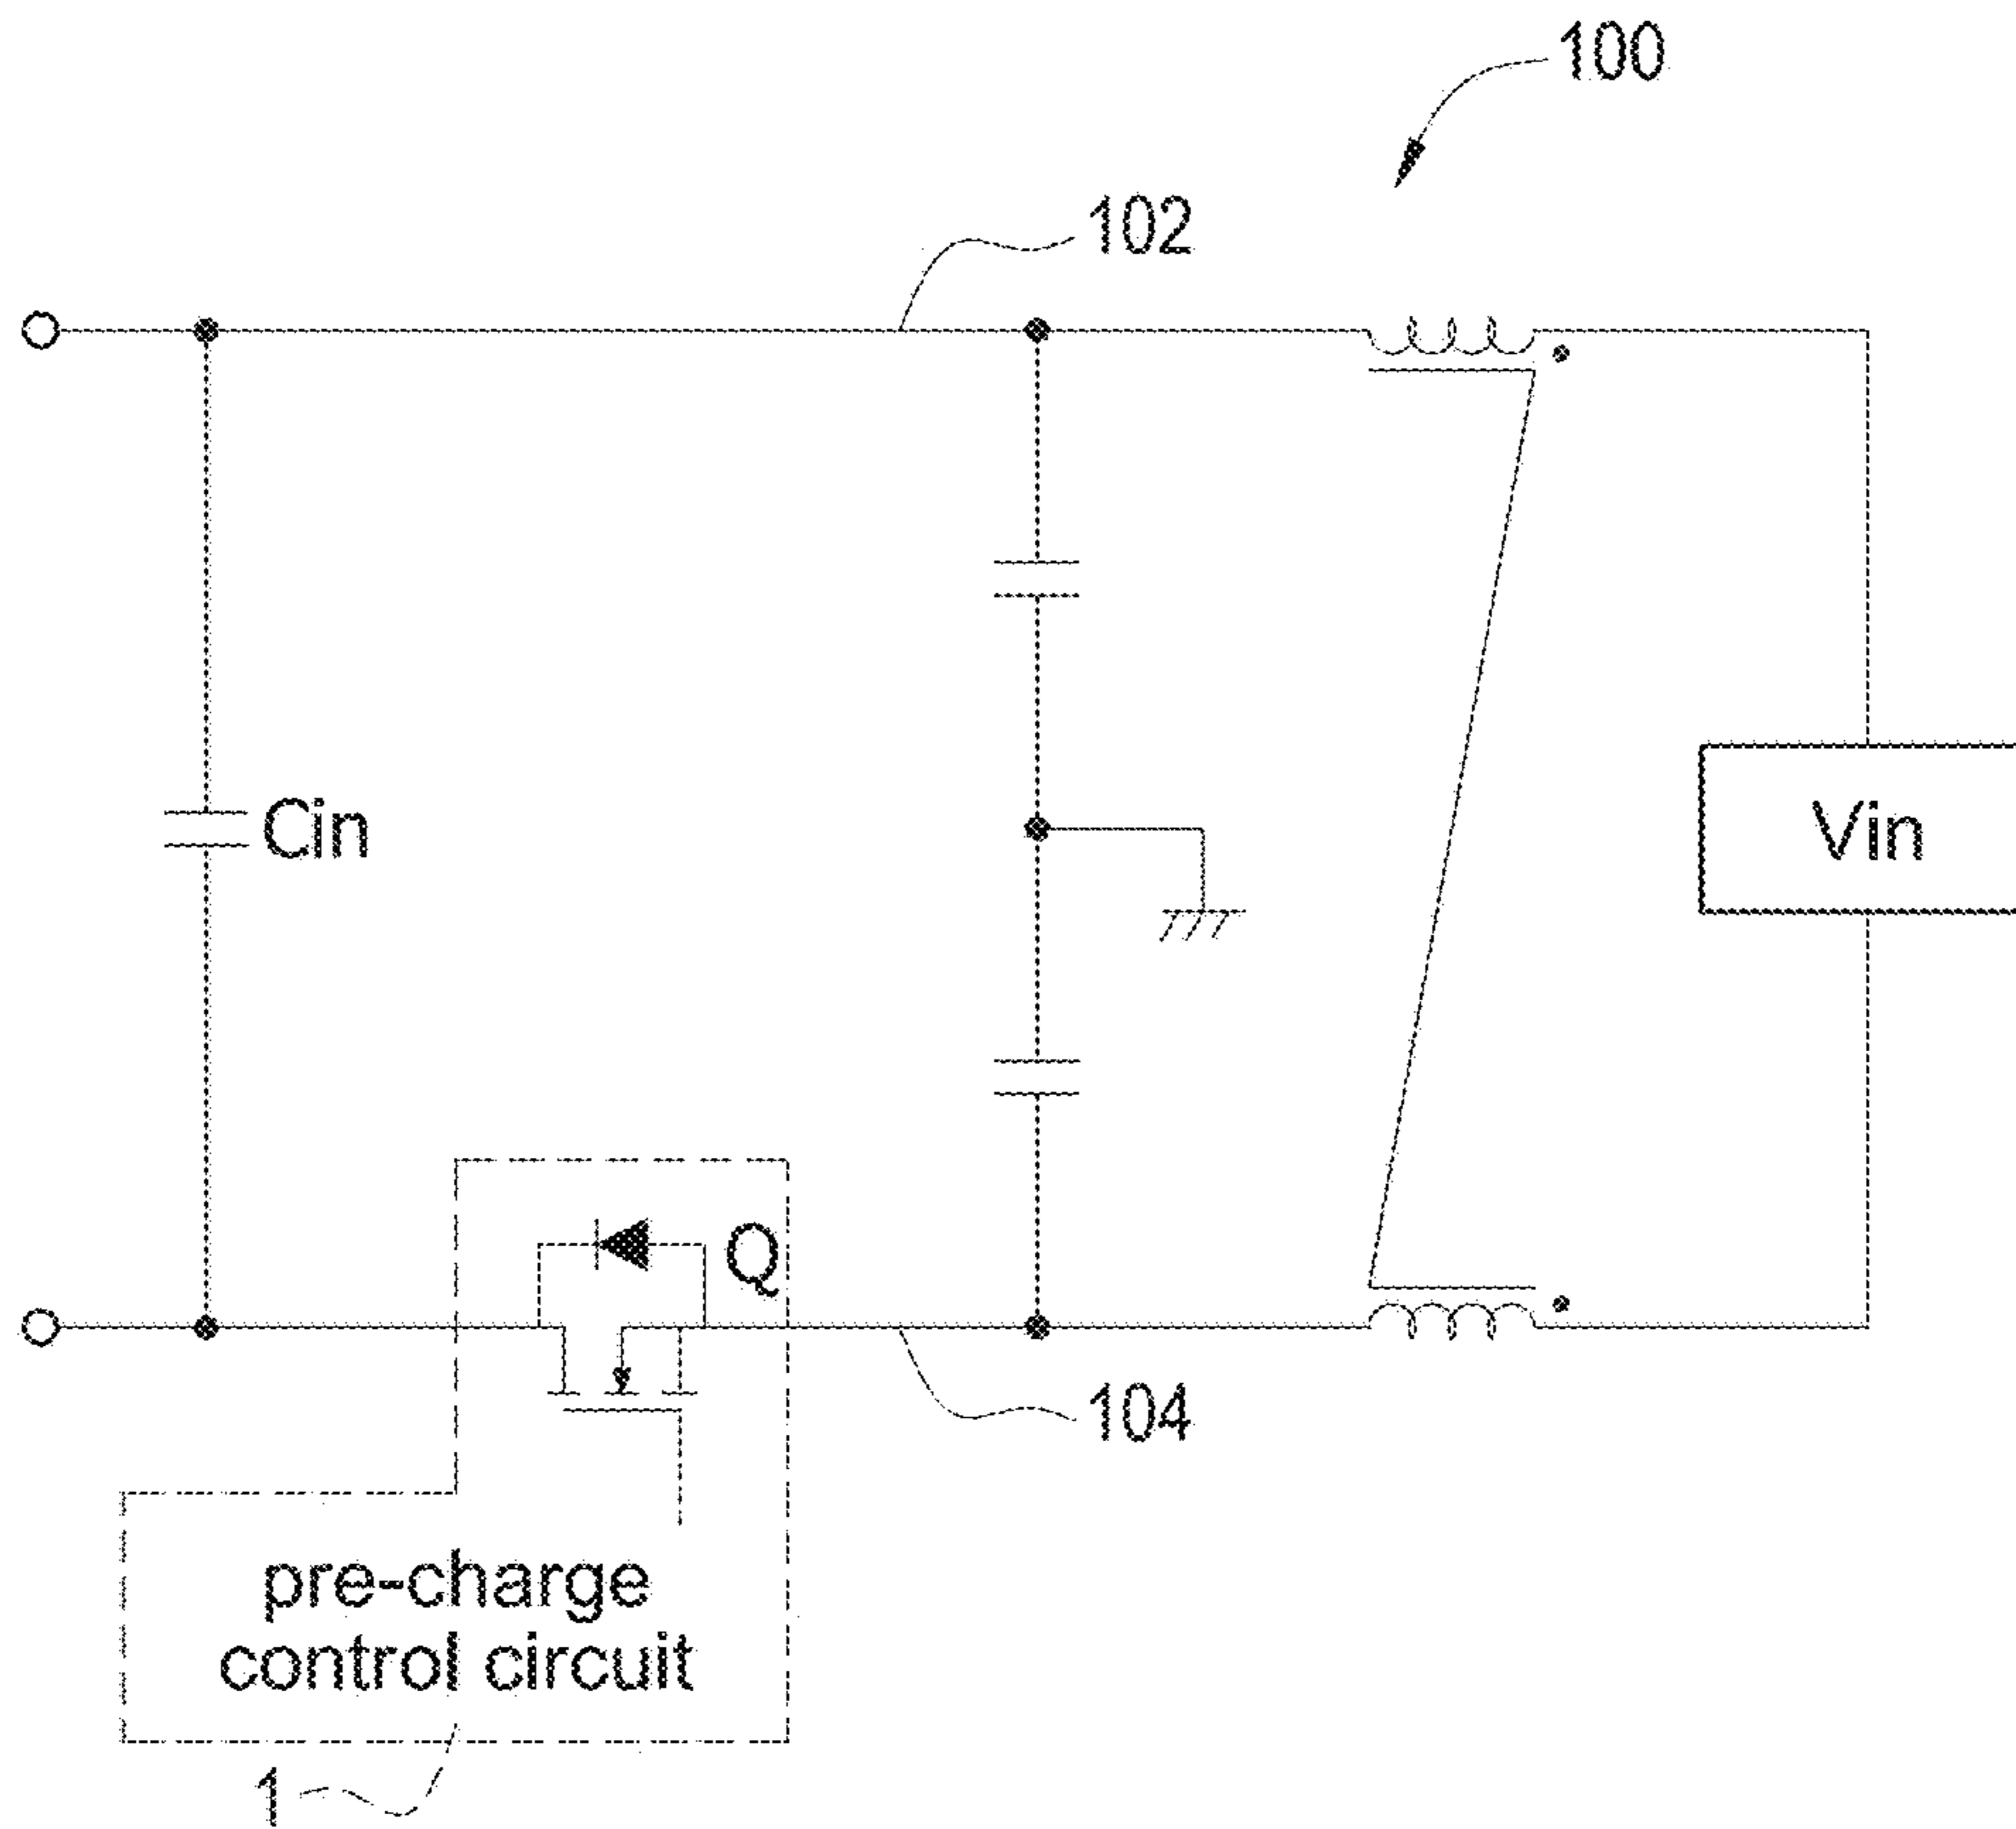 100
102
Cin
Vin
Q
104
pre-charge
control circuit
1